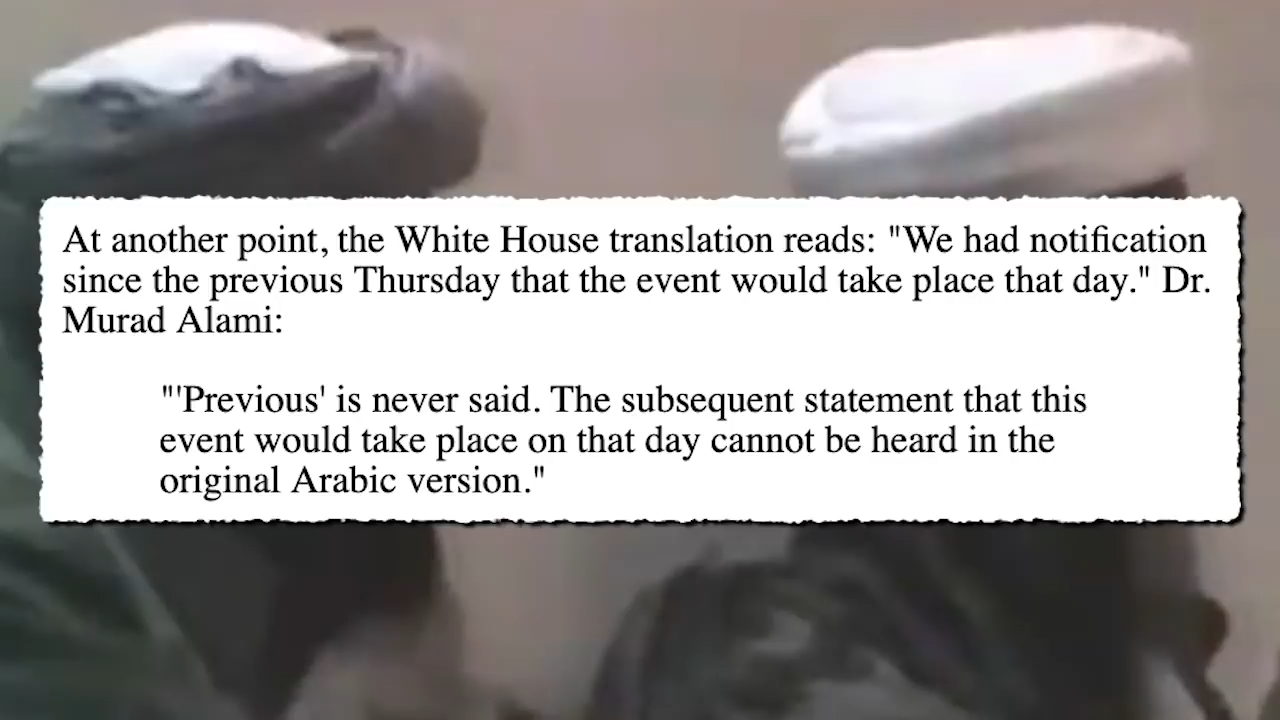 At another point, the White House translation reads: "We had notification
since the previous Thursday that the event would take place that day." Dr.
Murad Alami:
"'Previous' is never said. The subsequent statement that this
event would take place on that day cannot be heard in the
original Arabic version."